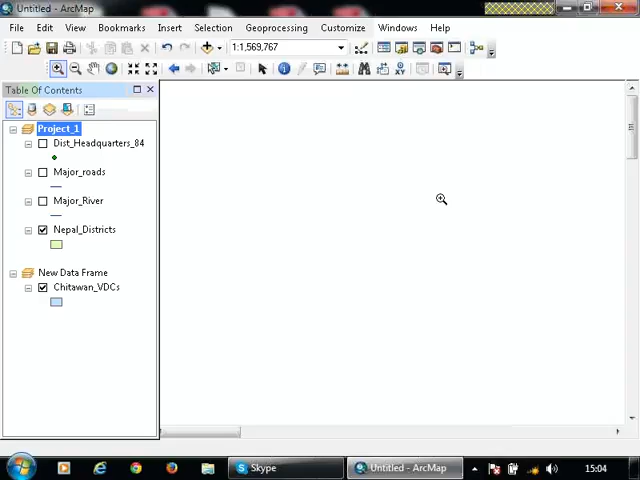 Untitled - ArcMap
File Edit View Bookmarks Insert Selection Geoprocessing Customize Windows Help
1:1,569,767
XY
Table Of Contents
Project_1
Dist_Headquarters_84
Major_roads
Major_River
Nepal_Districts
New Data Frame
Chitawan_VDCs
Skype
Untitled - ArcMap
15:04